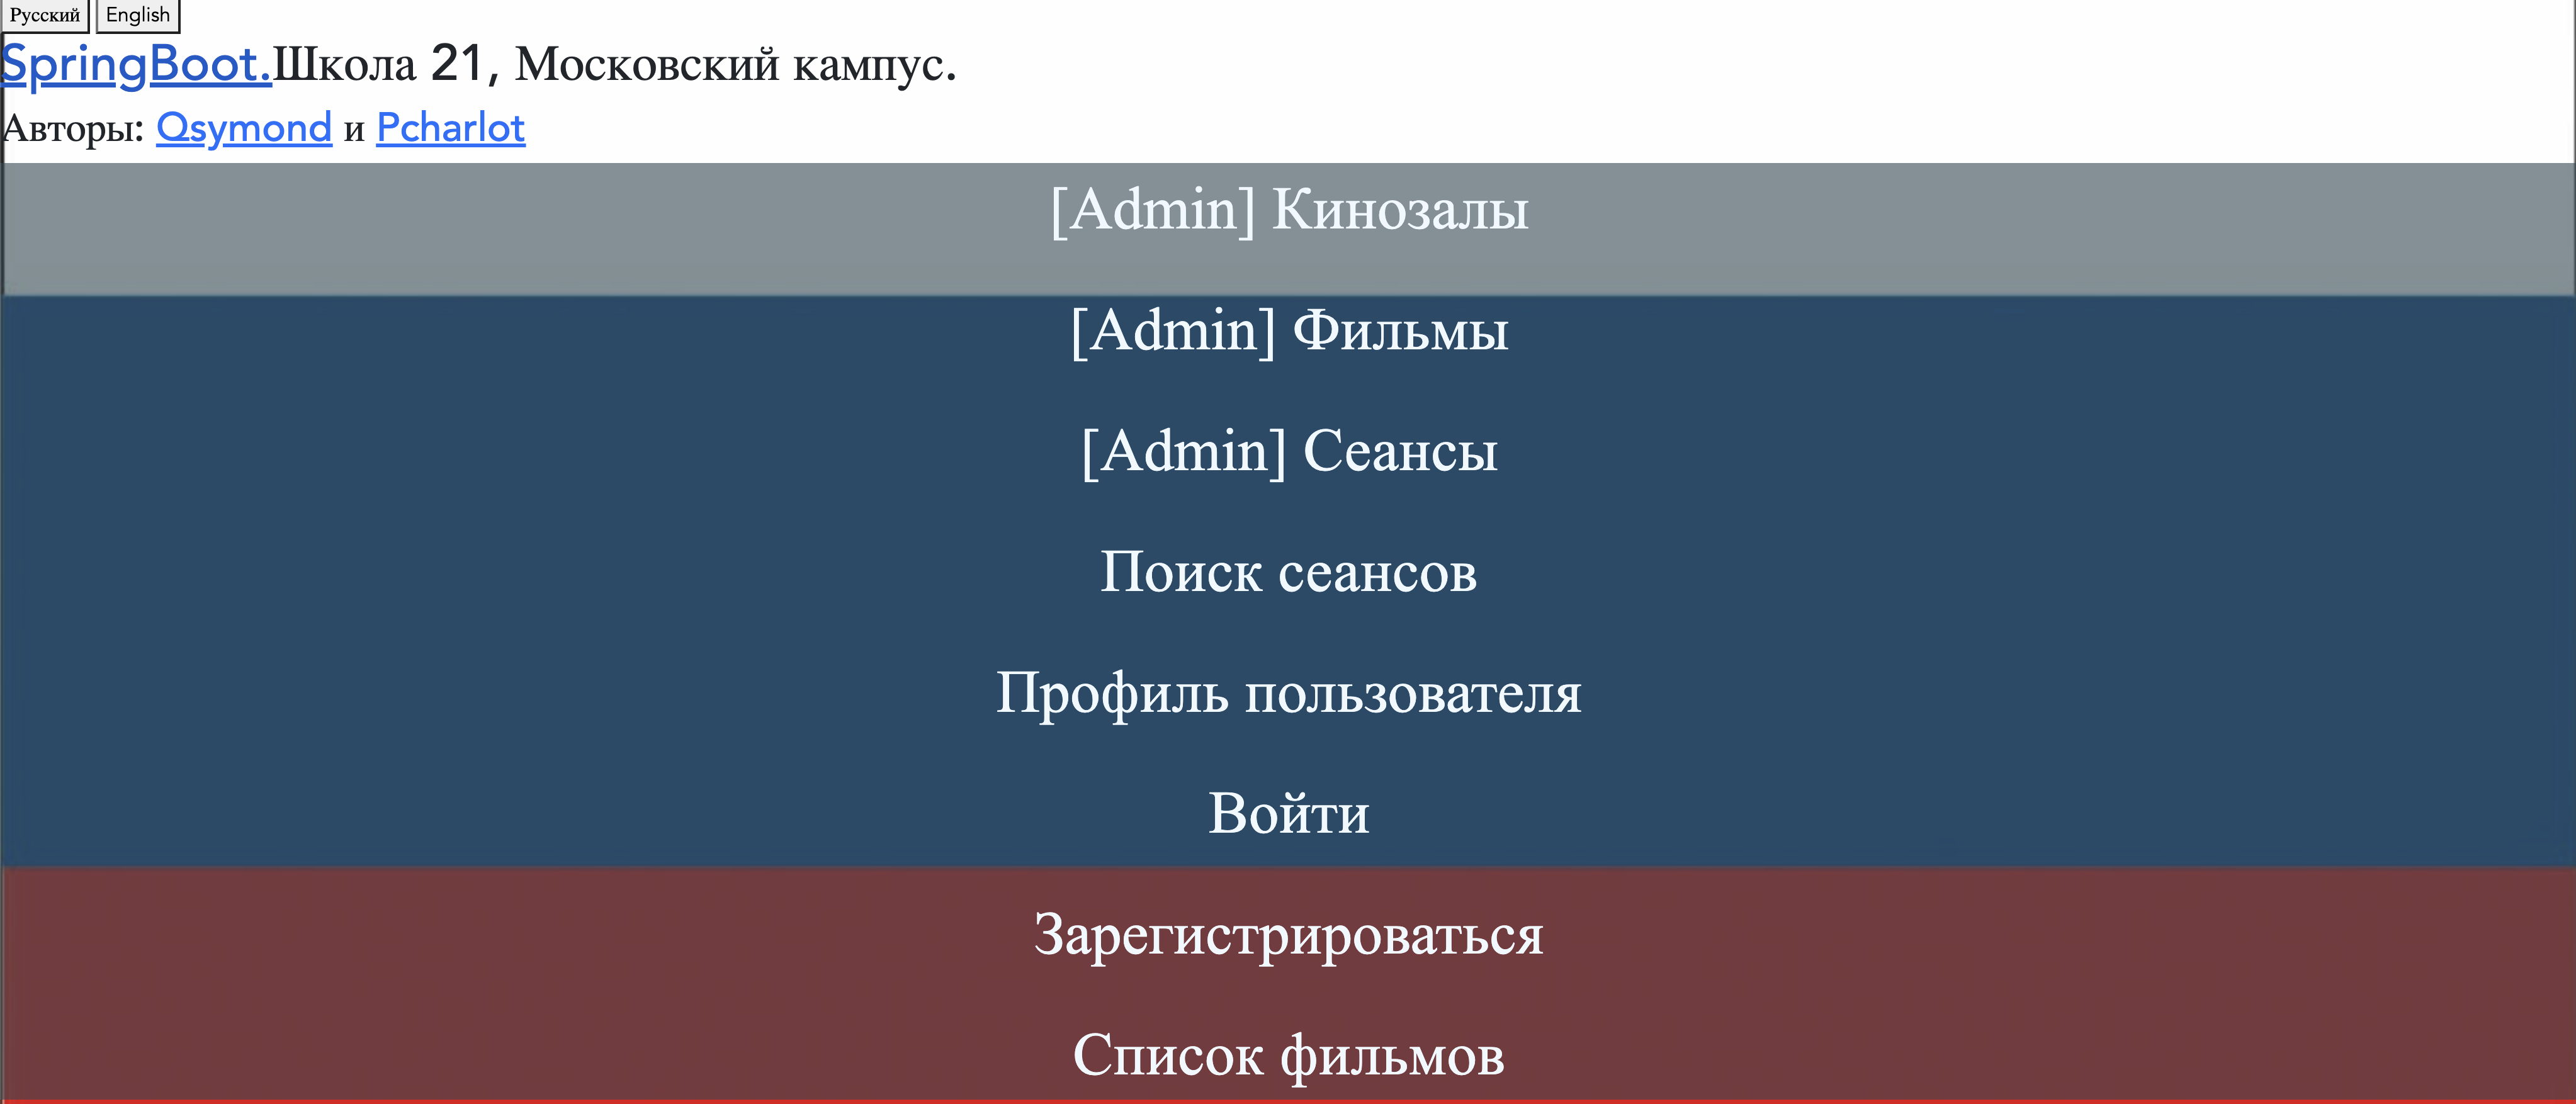 Русский English
SpringBoot.Школа 21, Московский кампус.
Авторы: Qsymond и Pcharlot
[Admin] Кинозалы
[Admin] Фильмы
[Admin] Сеансы
Поиск сеансов
Профиль пользователя
Войти
Зарегистрироваться
Список фильмов